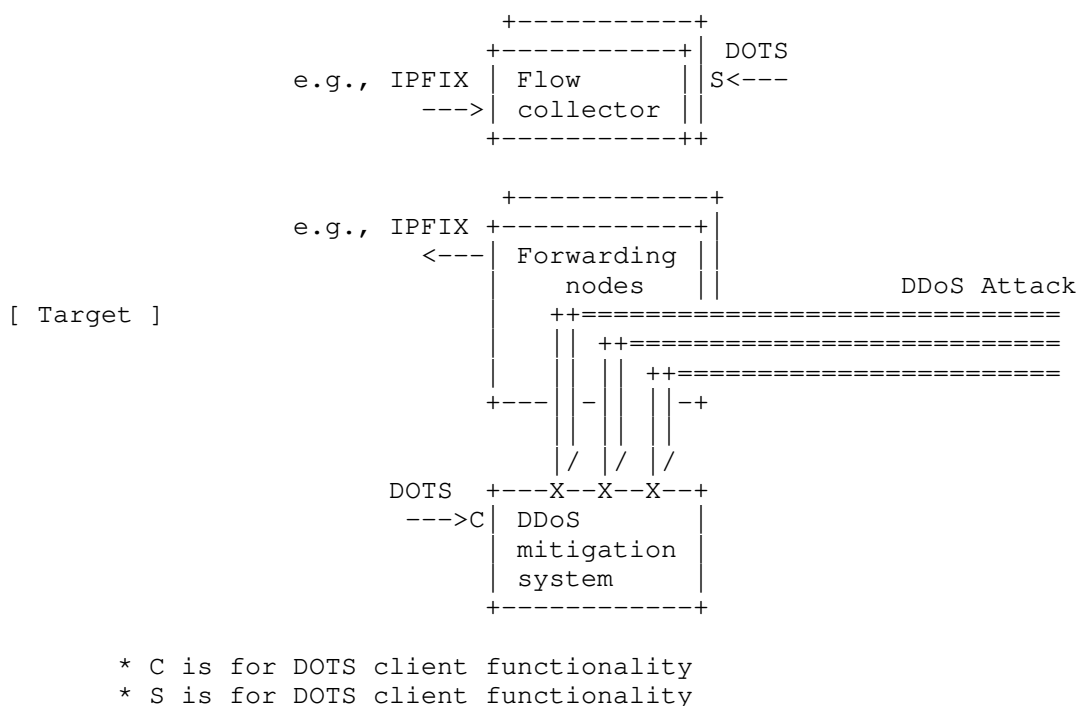 DOTS
e.g., IPFIX Flow S<---
---> collector
e.g., IPFIX
<--- Forwarding
nodes DDoS Attack
[ Target ] ++==============================
++===========================
++========================
X X X
DOTS
--->C DDoS
mitigation
system
* C is for DOTS client functionality
* S is for DOTS client functionality